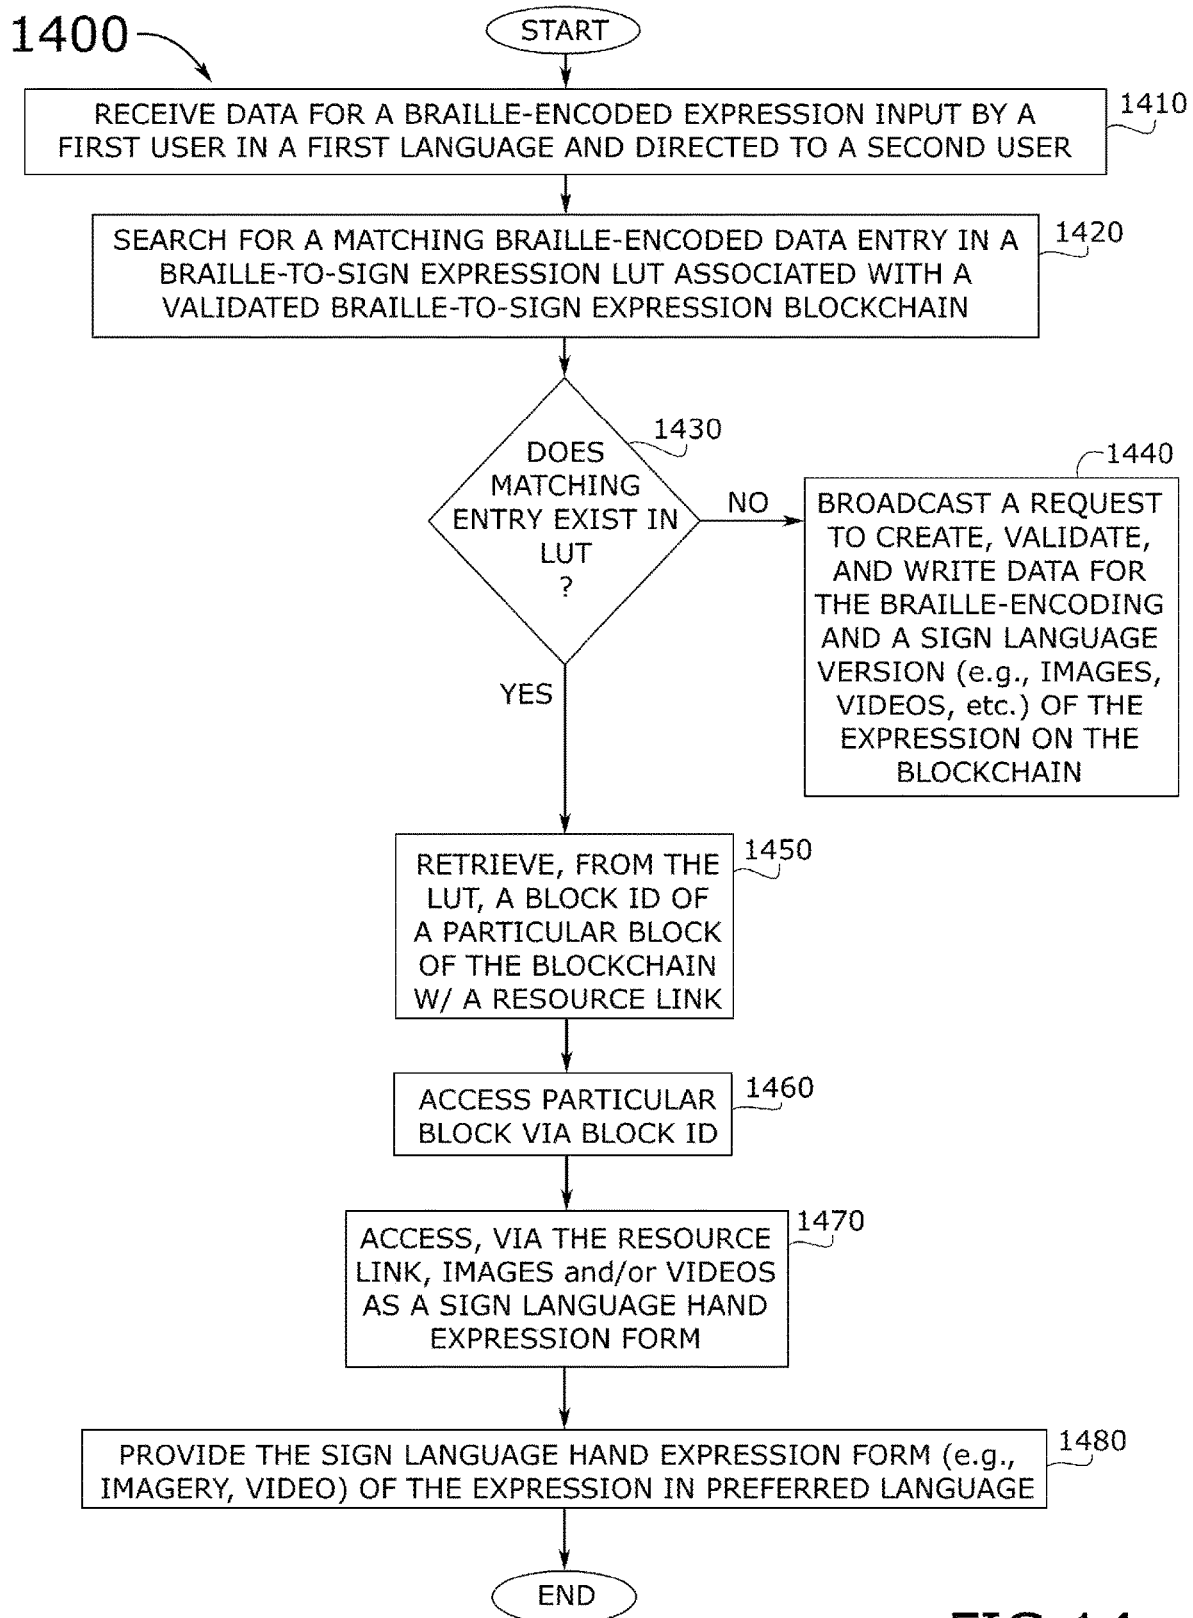 1400
START
RECEIVE DATA FOR A BRAILLE-ENCODED EXPRESSION INPUT BY A
FIRST USER IN A FIRST LANGUAGE AND DIRECTED TO A SECOND USER
1410
SEARCH FOR A MATCHING BRAILLE-ENCODED DATA ENTRY IN A
BRAILLE-TO-SIGN EXPRESSION LUT ASSOCIATED WITH A
VALIDATED BRAILLE-TO-SIGN EXPRESSION BLOCKCHAIN
1420
DOES
MATCHING
ENTRY EXIST IN
LUT
?
1430
NO
1440
BROADCAST A REQUEST
TO CREATE, VALIDATE,
AND WRITE DATA FOR
THE BRAILLE-ENCODING
AND A SIGN LANGUAGE
VERSION (e.g., IMAGES,
VIDEOS, etc.) OF THE
EXPRESSION ON THE
BLOCKCHAIN
YES
RETRIEVE, FROM THE
LUT, A BLOCK ID OF
A PARTICULAR BLOCK
OF THE BLOCKCHAIN
W/ A RESOURCE LINK
1450
ACCESS PARTICULAR
BLOCK VIA BLOCK ID
1460
ACCESS, VIA THE RESOURCE
LINK, IMAGES and/or VIDEOS
AS A SIGN LANGUAGE HAND
EXPRESSION FORM
1470
PROVIDE THE SIGN LANGUAGE HAND EXPRESSION FORM (e.g.,
IMAGERY, VIDEO) OF THE EXPRESSION IN PREFERRED LANGUAGE
1480
END